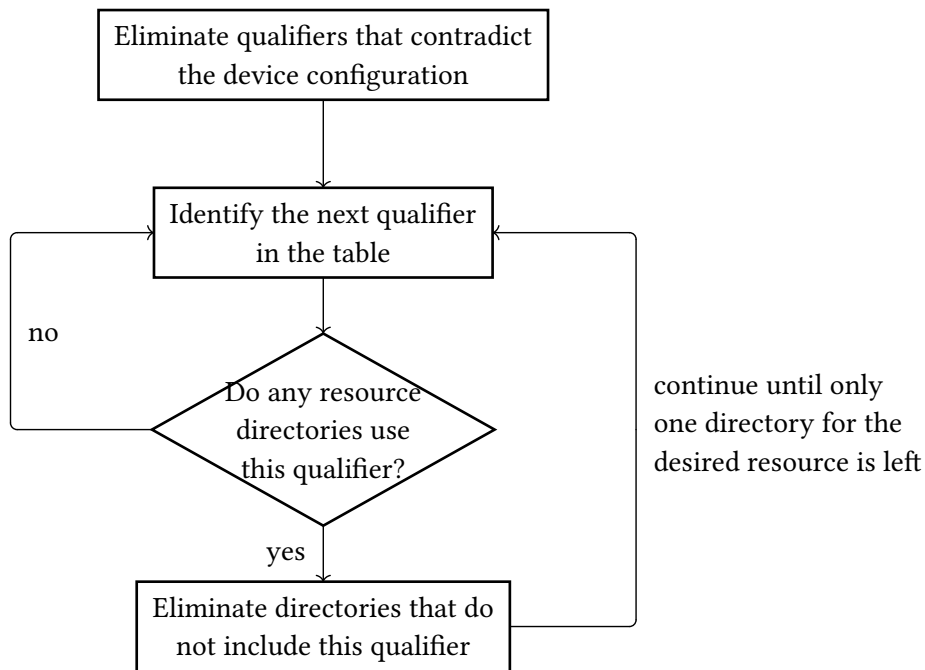 Eliminate qualifiers that contradict
the device configuration
Identify the next qualifier
in the table
no
Do any resource
directories use
this qualifier?
continue until only
one directory for the
desired resource is left
yes
Eliminate directories that do
not include this qualifier